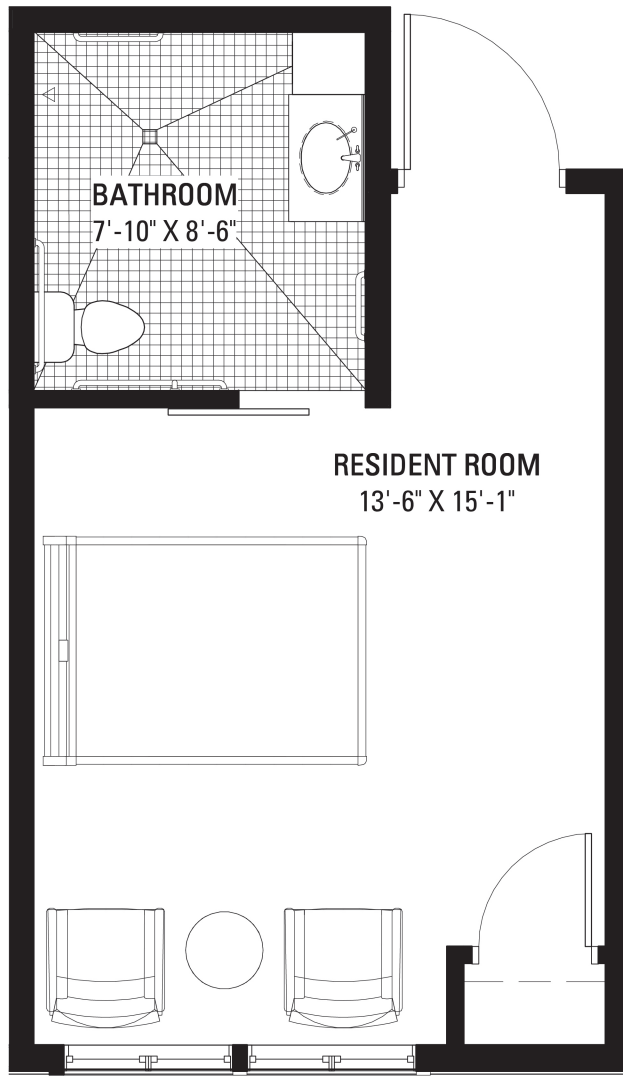 BATHROOM
7'-10" X 8'-6"
RESIDENT ROOM
13'-6" X 15'-1"